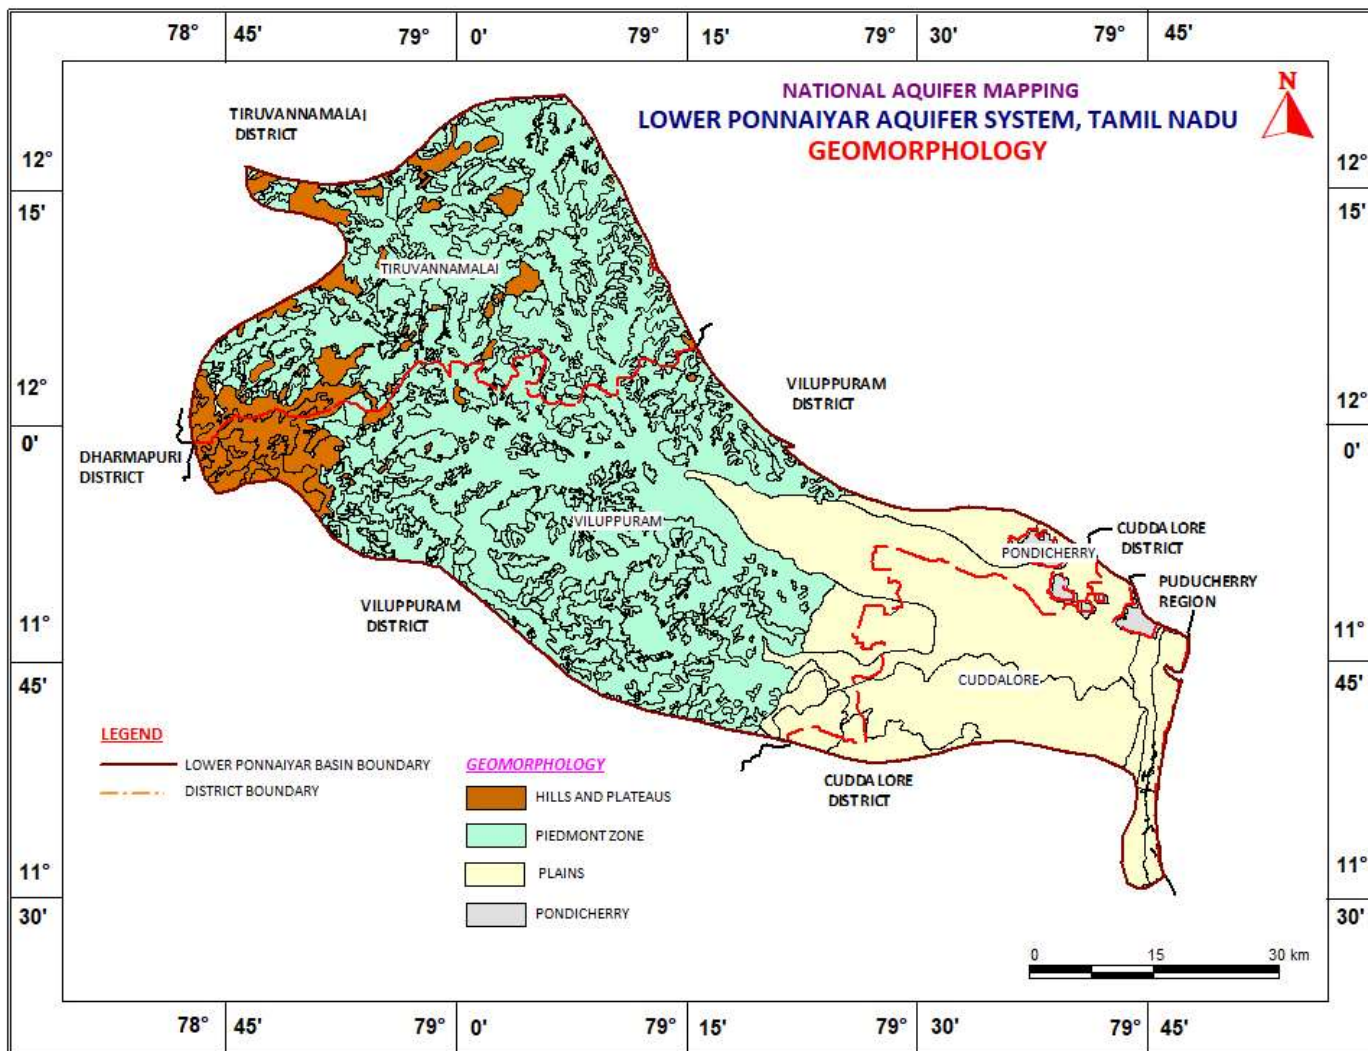 78° 45' 79° 0' 79° 15' 79° 30' 79° 45'
NATIONAL AQUIFER MAPPING
LOWER PONNAIYAR AQUIFER SYSTEM, TAMIL NADU
GEOMORPHOLOGY
N
TIRUVANNAMALAI
DISTRICT
12°
15'
12°
15'
TIRUVANNAMALAI
VILUPPURAM
DISTRICT
12°
0'
12°
0'
DHARMAPURI
DISTRICT
VILUPPURAM
PONDICHERRY
CUDDALORE
DISTRICT
PUDUCHERRY
REGION
VILUPPURAM
DISTRICT
11°
45'
11°
45'
CUDDALORE
CUDDALORE
DISTRICT
LEGEND
LOWER PONNAIYAR BASIN BOUNDARY
DISTRICT BOUNDARY
GEOMORPHOLOGY
HILLS AND PLATEAUS
PIEDMONT ZONE
PLAINS
PONDICHERRY
11°
30'
11°
30'
0 15 30 km
78° 45' 79° 0' 79° 15' 79° 30' 79° 45'